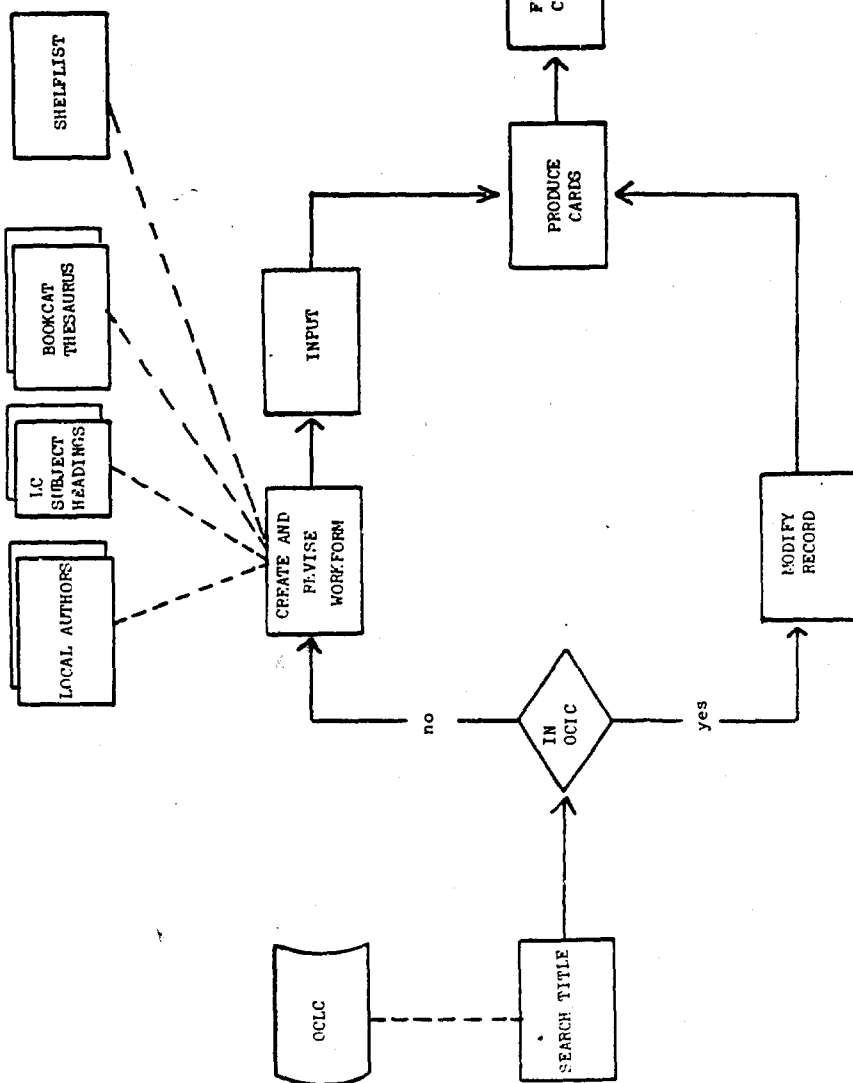 LOCAL AUTHORS
LC
SUBJECT
HEADINGS
BOOKCAT
THESAURUS
SHELFLIST
OCLC
CREATE AND
REVISE
WORKFORM
INPUT
SEARCH TITLE
IN
OCIC
no
yes
PRODUCE
CARDS
F
C
MODIFY
RECORD